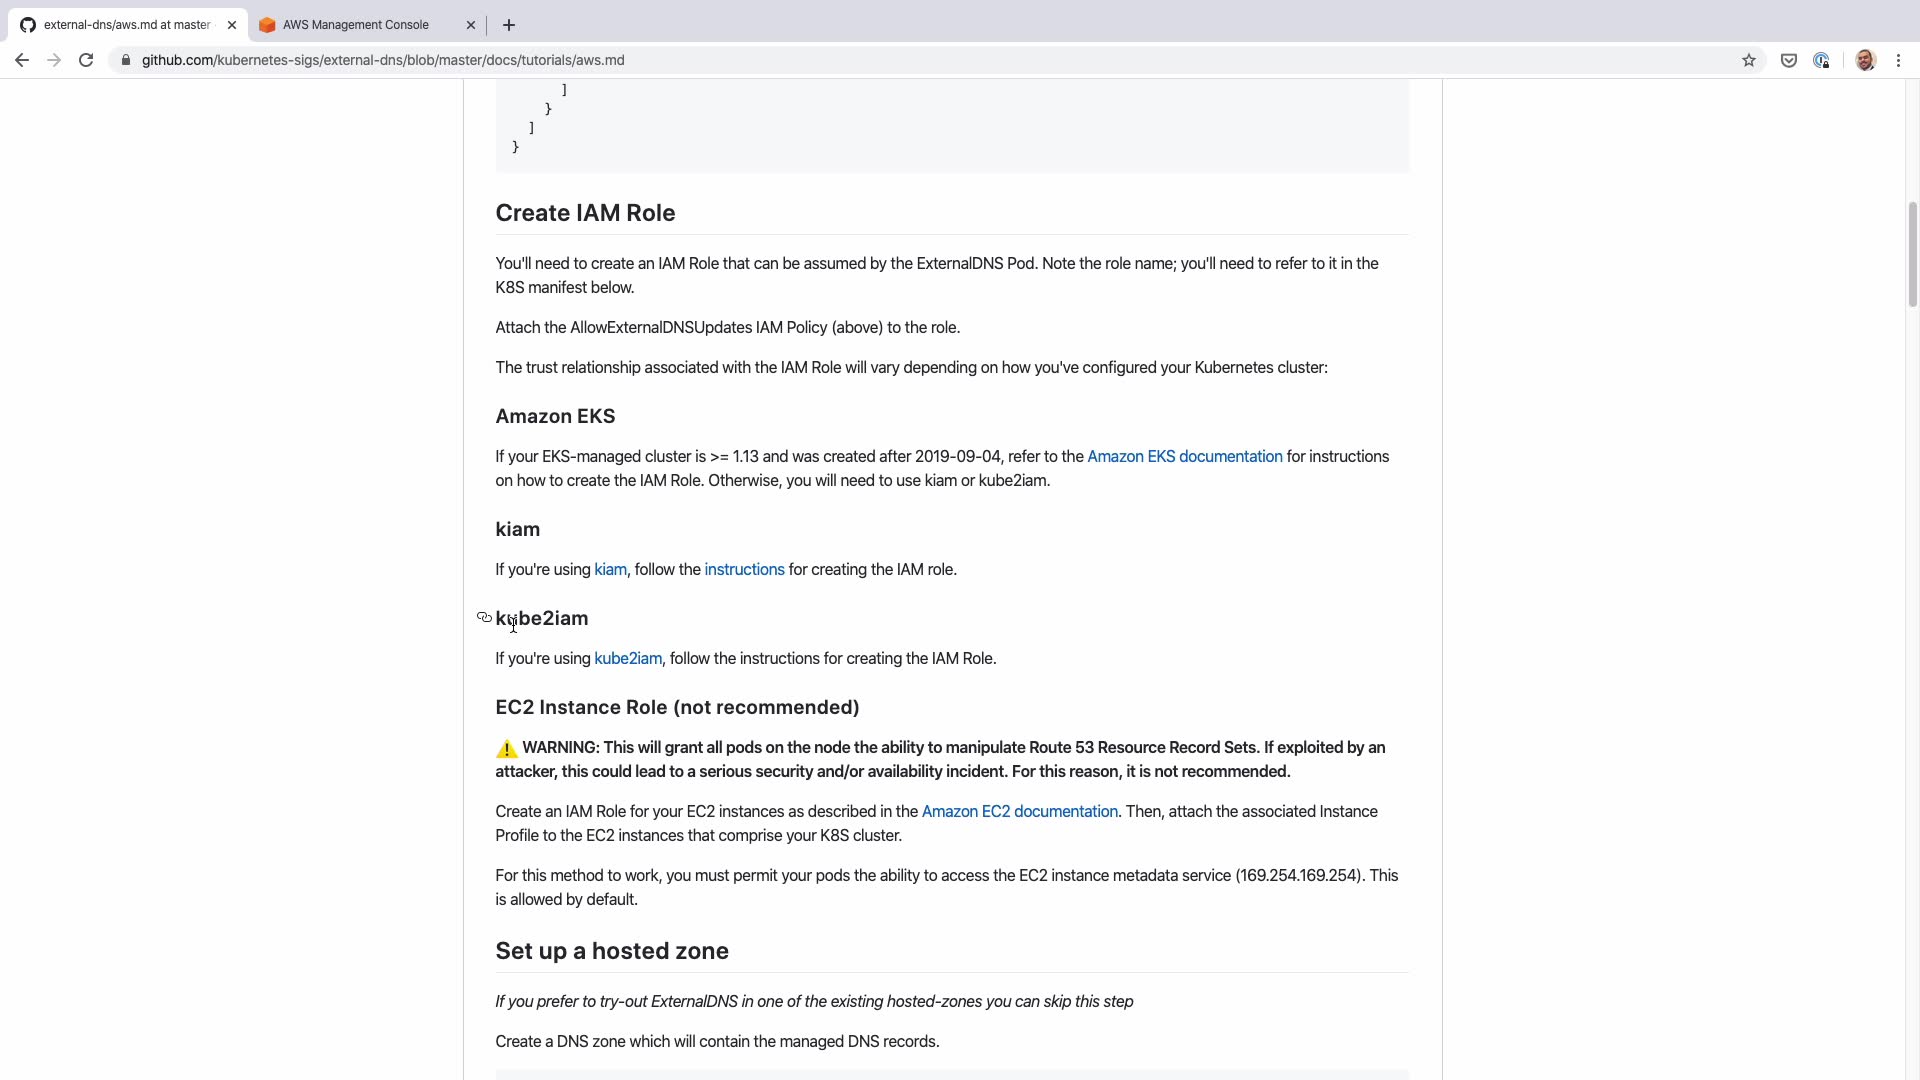 external-dns/aws.md at master
AWS Management Console
github.com/kubernetes-sigs/external-dns/blob/master/docs/tutorials/aws.md
]
}
]
}
Create IAM Role
You'll need to create an IAM Role that can be assumed by the ExternalDNS Pod. Note the role name; you'll need to refer to it in the
K8S manifest below.
Attach the AllowExternalDNSUpdates IAM Policy (above) to the role.
The trust relationship associated with the IAM Role will vary depending on how you've configured your Kubernetes cluster:
Amazon EKS
If your EKS-managed cluster is >= 1.13 and was created after 2019-09-04, refer to the Amazon EKS documentation for instructions
on how to create the IAM Role. Otherwise, you will need to use kiam or kube2iam.
kiam
If you're using kiam, follow the instructions for creating the IAM role.
kube2iam
If you're using kube2iam, follow the instructions for creating the IAM Role.
EC2 Instance Role (not recommended)
WARNING: This will grant all pods on the node the ability to manipulate Route 53 Resource Record Sets. If exploited by an
attacker, this could lead to a serious security and/or availability incident. For this reason, it is not recommended.
Create an IAM Role for your EC2 instances as described in the Amazon EC2 documentation. Then, attach the associated Instance
Profile to the EC2 instances that comprise your K8S cluster.
For this method to work, you must permit your pods the ability to access the EC2 instance metadata service (169.254.169.254). This
is allowed by default.
Set up a hosted zone
If you prefer to try-out ExternalDNS in one of the existing hosted-zones you can skip this step
Create a DNS zone which will contain the managed DNS records.